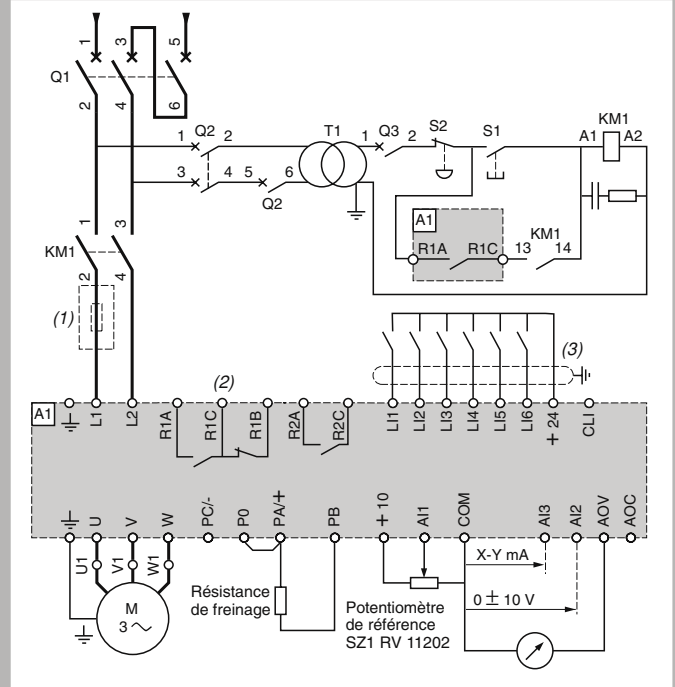 1 3 5
Q1
2 4 6
1 Q2 2 T1 1 Q3 2 S2 S1 KM1 A1 A2
3 4 5 6
Q2
A1
R1A R1C 13 KM1 14
1 3
KM1
2 4
(1)
(2)
(3)
A1
L1 L2 R1A R1C R1B R2A R2C LI1 LI2 LI3 LI4 LI5 LI6 + 24 CLI
U V W PC/- P0 PA/+ PB + 10 AI1 COM AI3 AI2 AOV AOC
U1 V1 W1
X-Y mA
0 ± 10 V
M
3 ~
Résistance
de freinage
Potentiomètre
de référence
SZ1 RV 11202